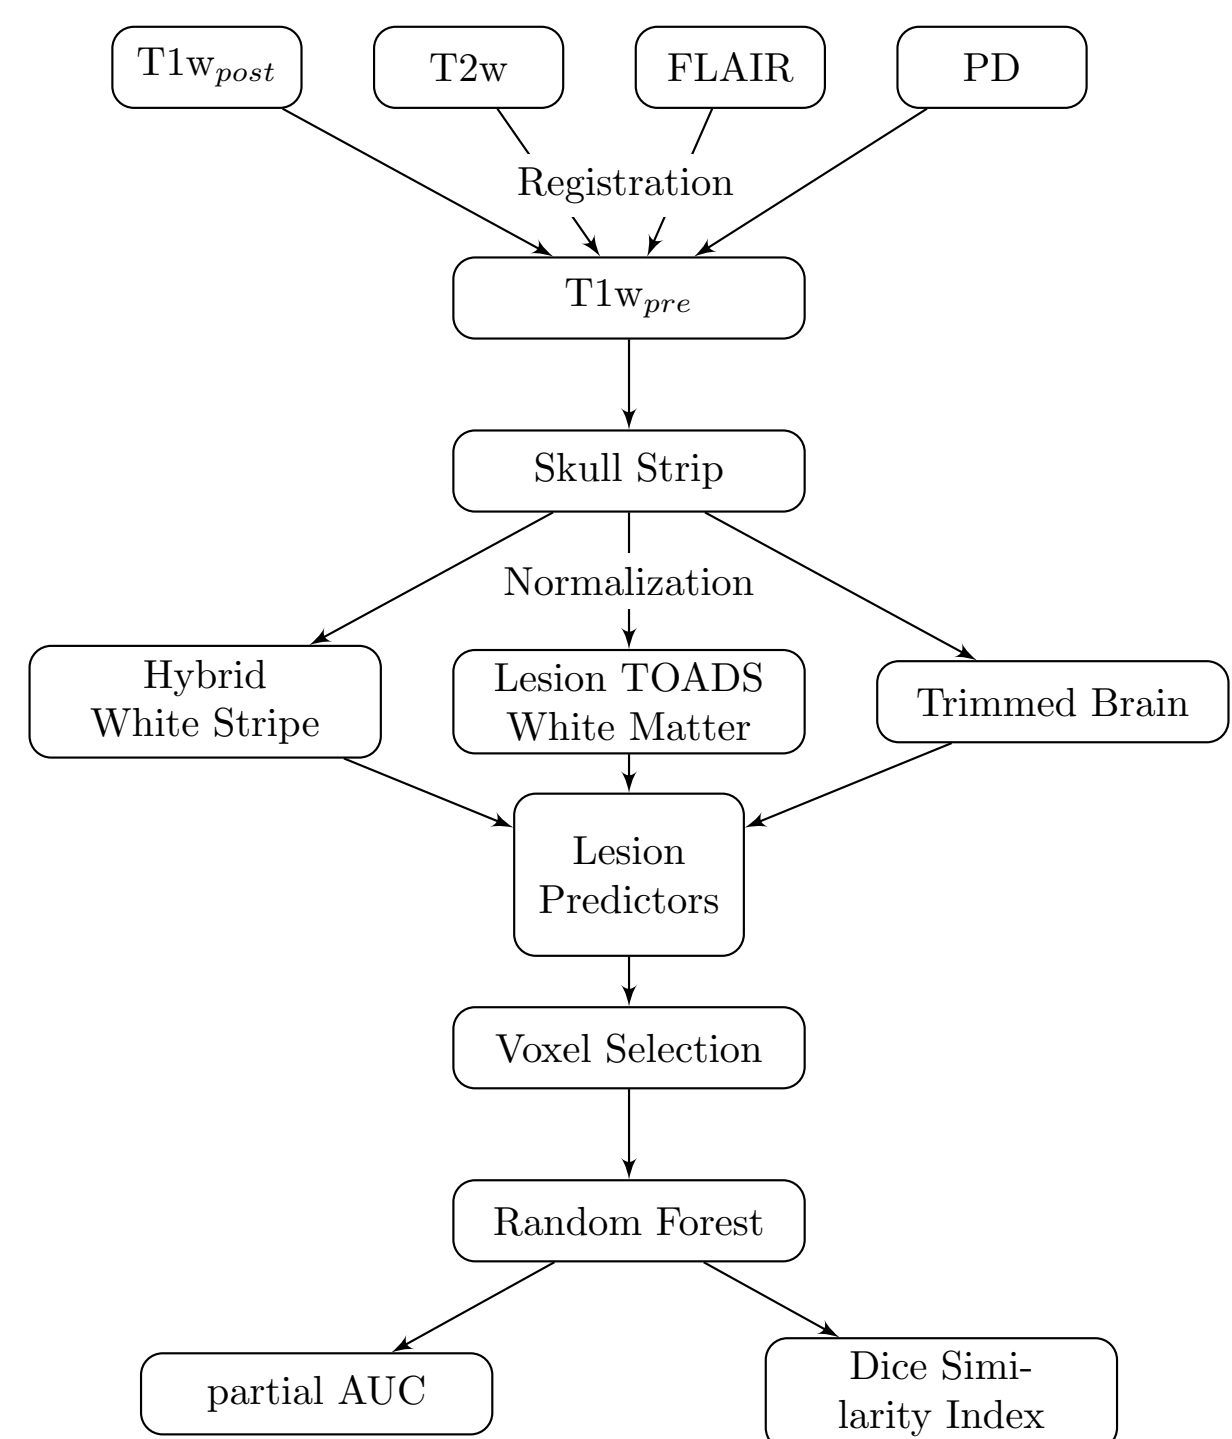 T1w_post
T2w
FLAIR
PD
Registration
T1w_pre
Skull Strip
Normalization
Hybrid
White Stripe
Lesion TOADS
White Matter
Trimmed Brain
Lesion
Predictors
Voxel Selection
Random Forest
partial AUC
Dice Simi-
larity Index